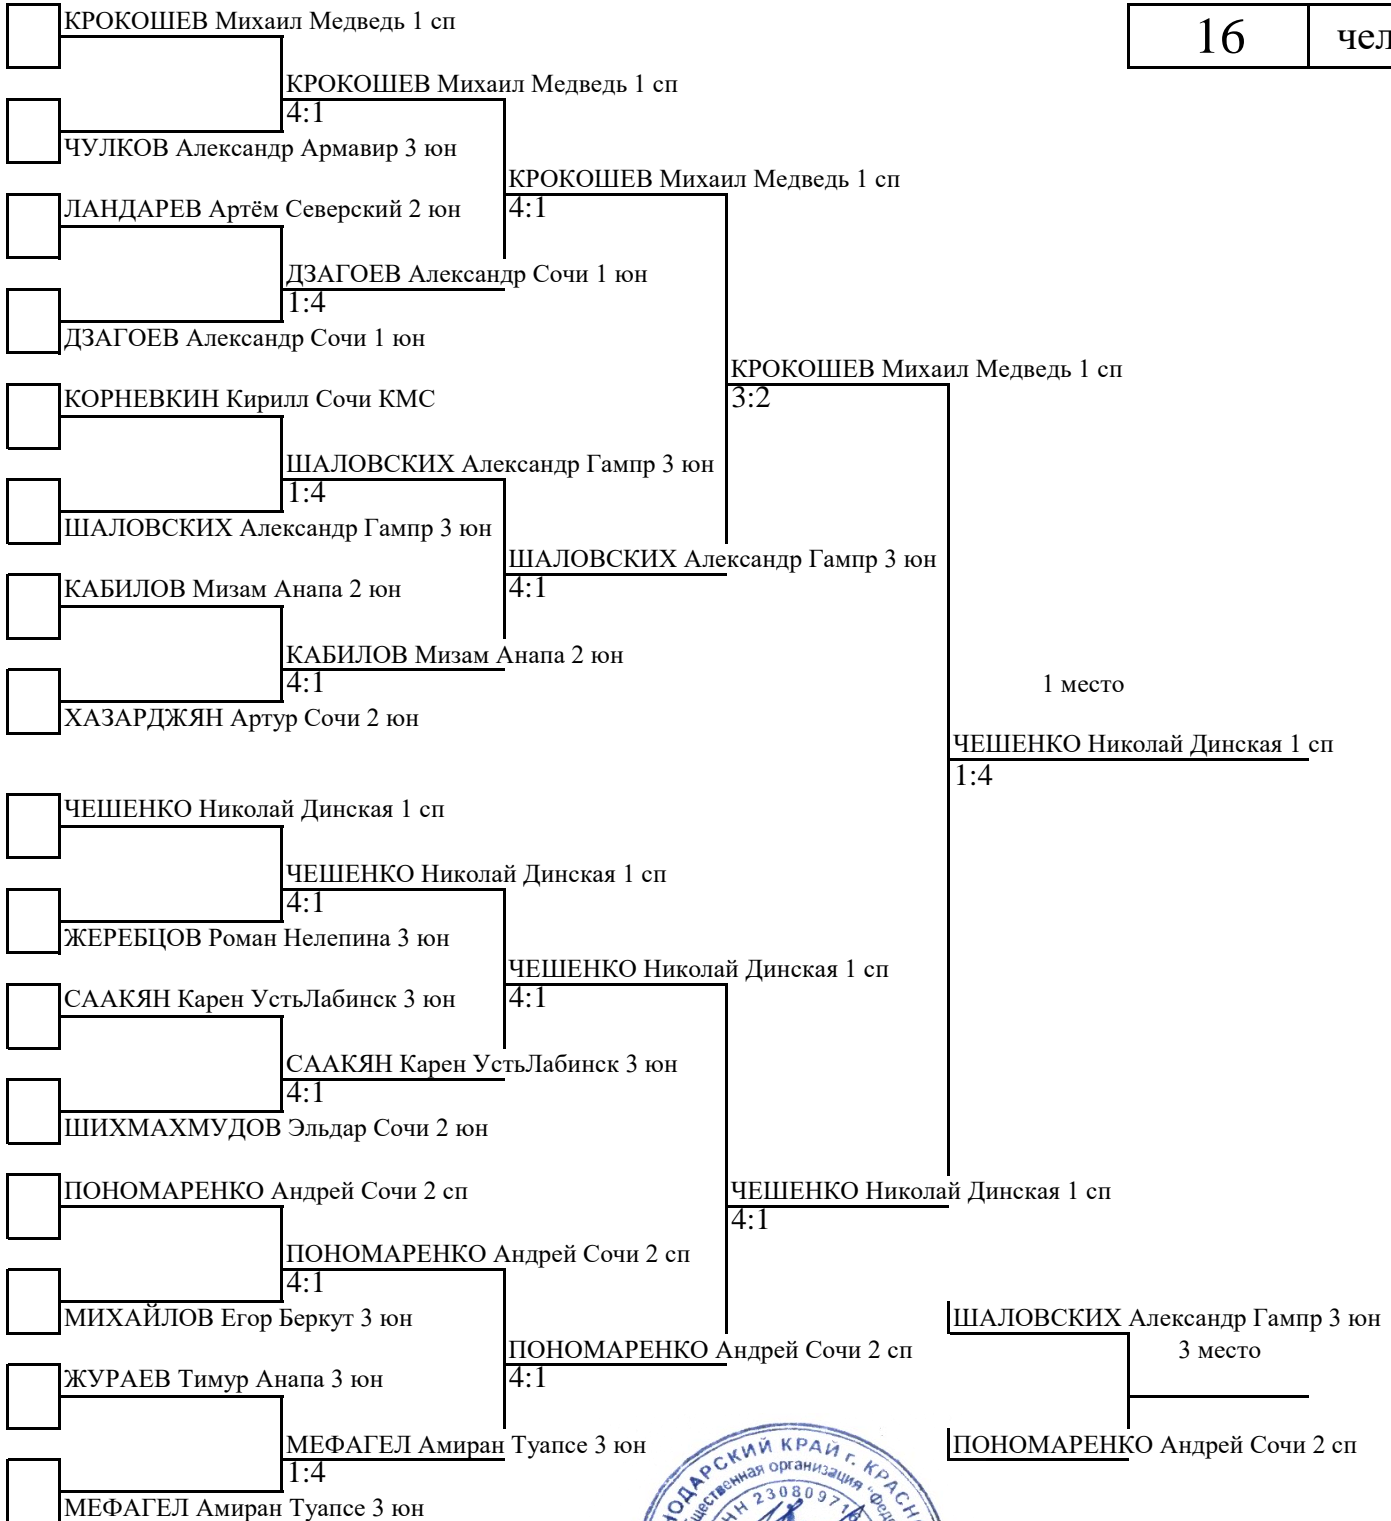 КРОКОШЕВ Михаил Медведь 1 сп
16 чел
КРОКОШЕВ Михаил Медведь 1 сп
4:1
ЧУЛКОВ Александр Армавир 3 юн
КРОКОШЕВ Михаил Медведь 1 сп
4:1
ЛАНДАРЕВ Артём Северский 2 юн
ДЗАГОЕВ Александр Сочи 1 юн
1:4
ДЗАГОЕВ Александр Сочи 1 юн
КРОКОШЕВ Михаил Медведь 1 сп
3:2
КОРНЕВКИН Кирилл Сочи КМС
ШАЛОВСКИХ Александр Гампр 3 юн
1:4
ШАЛОВСКИХ Александр Гампр 3 юн
ШАЛОВСКИХ Александр Гампр 3 юн
4:1
КАБИЛОВ Мизам Анапа 2 юн
КАБИЛОВ Мизам Анапа 2 юн
4:1
1 место
ХАЗАРДЖЯН Артур Сочи 2 юн
ЧЕШЕНКО Николай Динская 1 сп
1:4
ЧЕШЕНКО Николай Динская 1 сп
ЧЕШЕНКО Николай Динская 1 сп
4:1
ЖЕРЕБЦОВ Роман Нелепина 3 юн
ЧЕШЕНКО Николай Динская 1 сп
4:1
СААКЯН Карен УстьЛабинск 3 юн
СААКЯН Карен УстьЛабинск 3 юн
4:1
ШИХМАХМУДОВ Эльдар Сочи 2 юн
ПОНОМАРЕНКО Андрей Сочи 2 сп
ЧЕШЕНКО Николай Динская 1 сп
4:1
ПОНОМАРЕНКО Андрей Сочи 2 сп
4:1
МИХАЙЛОВ Егор Беркут 3 юн
ШАЛОВСКИХ Александр Гампр 3 юн
ПОНОМАРЕНКО Андрей Сочи 2 сп
4:1
3 место
ЖУРАЕВ Тимур Анапа 3 юн
МЕФАГЕЛ Амиран Туапсе 3 юн
1:4
ПОНОМАРЕНКО Андрей Сочи 2 сп
МЕФАГЕЛ Амиран Туапсе 3 юн
КРАЙ г.
организация